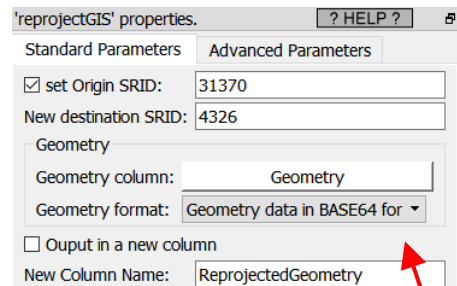 'reprojectGIS' properties. ? HELP ?
Standard Parameters Advanced Parameters
set Origin SRID: 31370
New destination SRID: 4326
Geometry
Geometry column: Geometry
Geometry format: Geometry data in BASE64 for
Ouput in a new column
New Column Name: ReprojectedGeometry